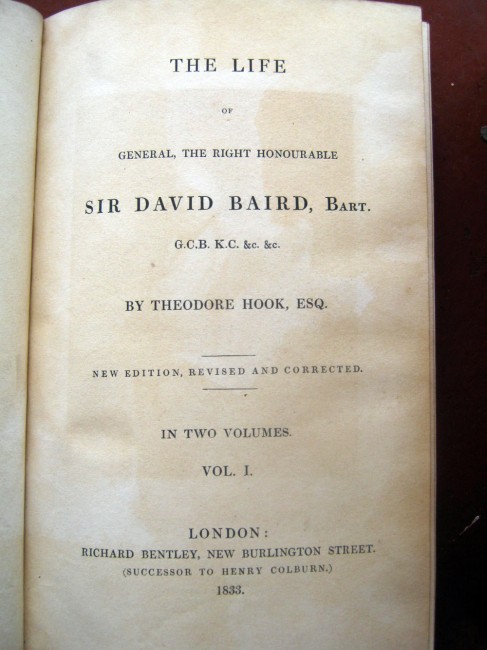 THE LIFE
OF
GENERAL, THE RIGHT HONOURABLE
SIR DAVID BAIRD, BART.
G.C.B. K.C. &c. &c.
BY THEODORE HOOK, ESQ.
NEW EDITION, REVISED AND CORRECTED.
IN TWO VOLUMES.
VOL. I.
LONDON:
RICHARD BENTLEY, NEW BURLINGTON STREET.
(SUCCESSOR TO HENRY COLBURN.)
1833.